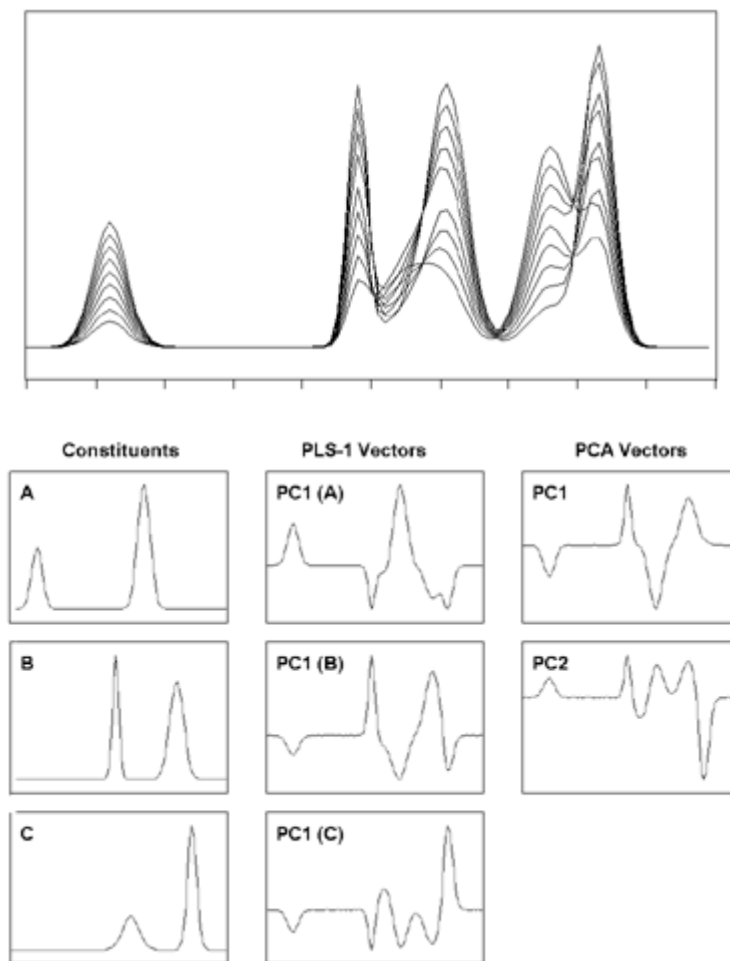 Constituents PLS-1 Vectors PCA Vectors
A PC1 (A) PC1
B PC1 (B) PC2
C PC1 (C)